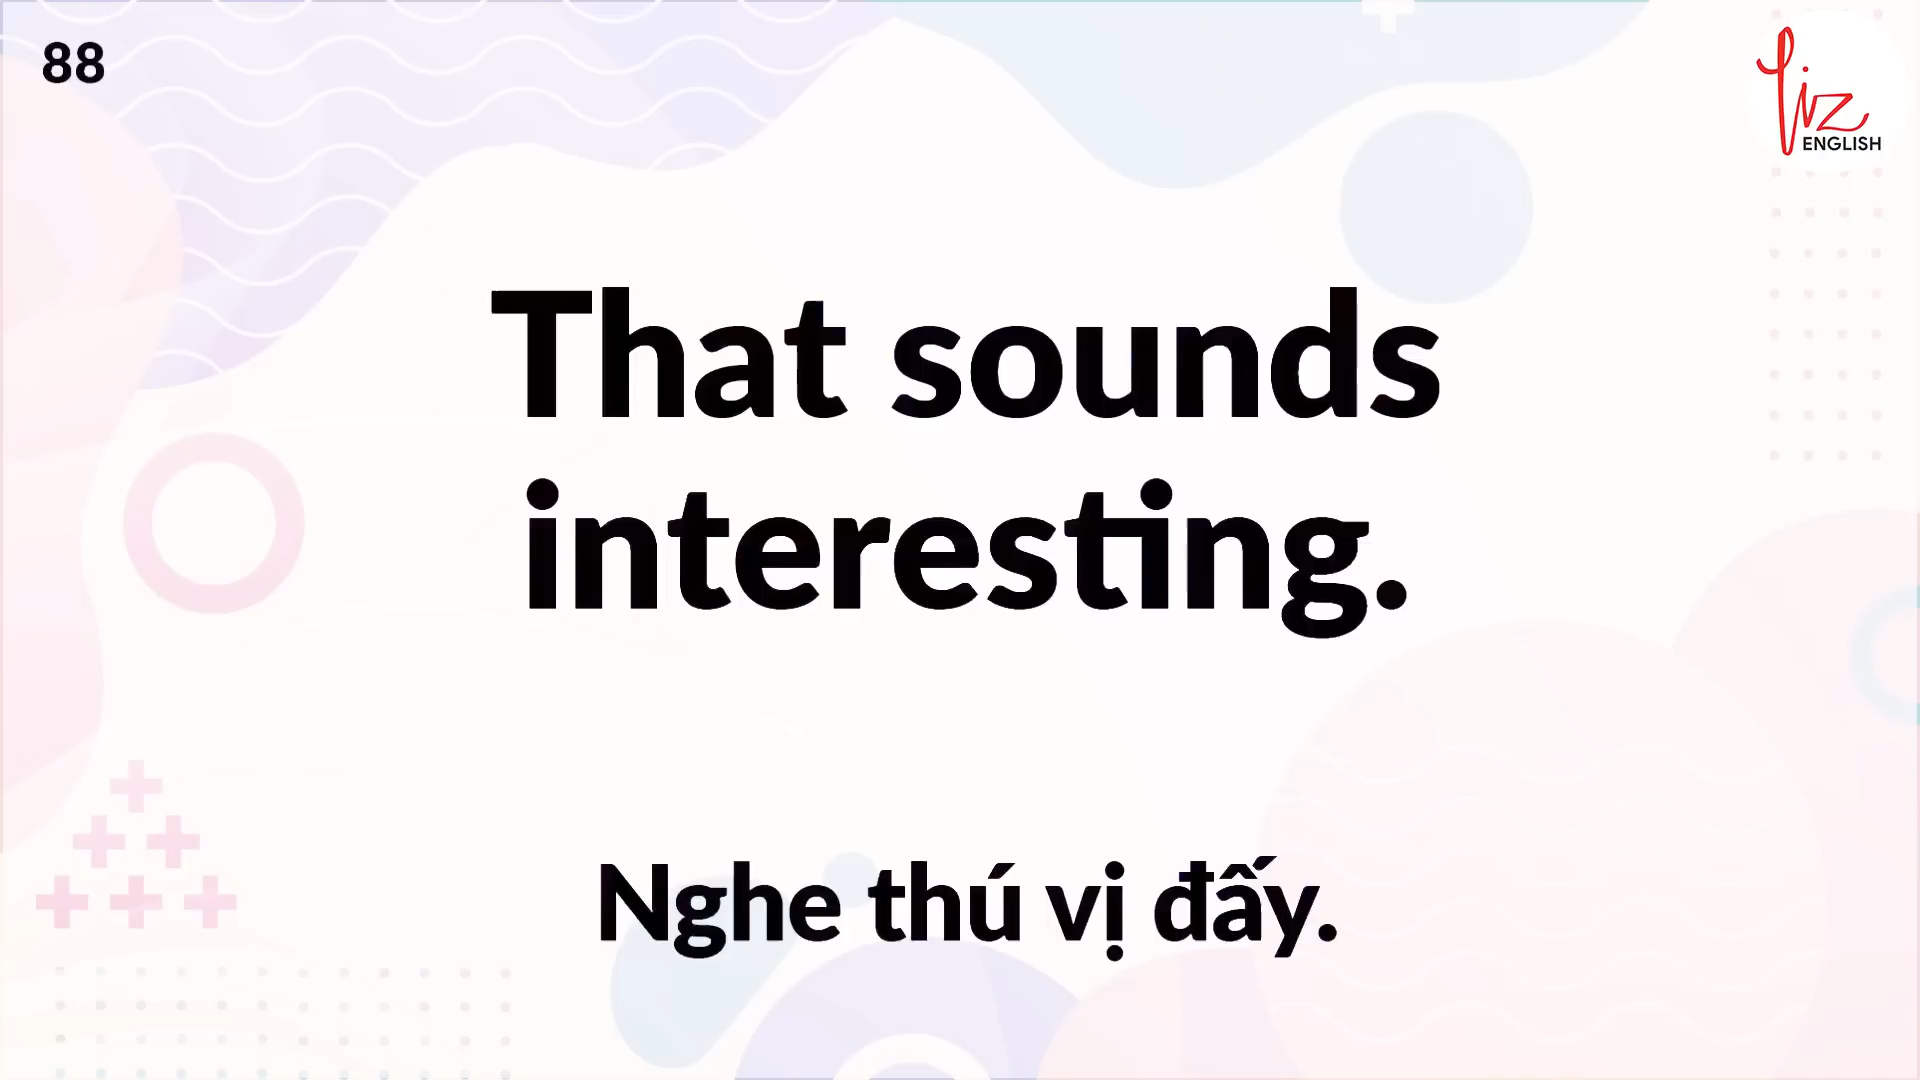 88
Liz
ENGLISH
That sounds
interesting.
Nghe thú vị đấy.